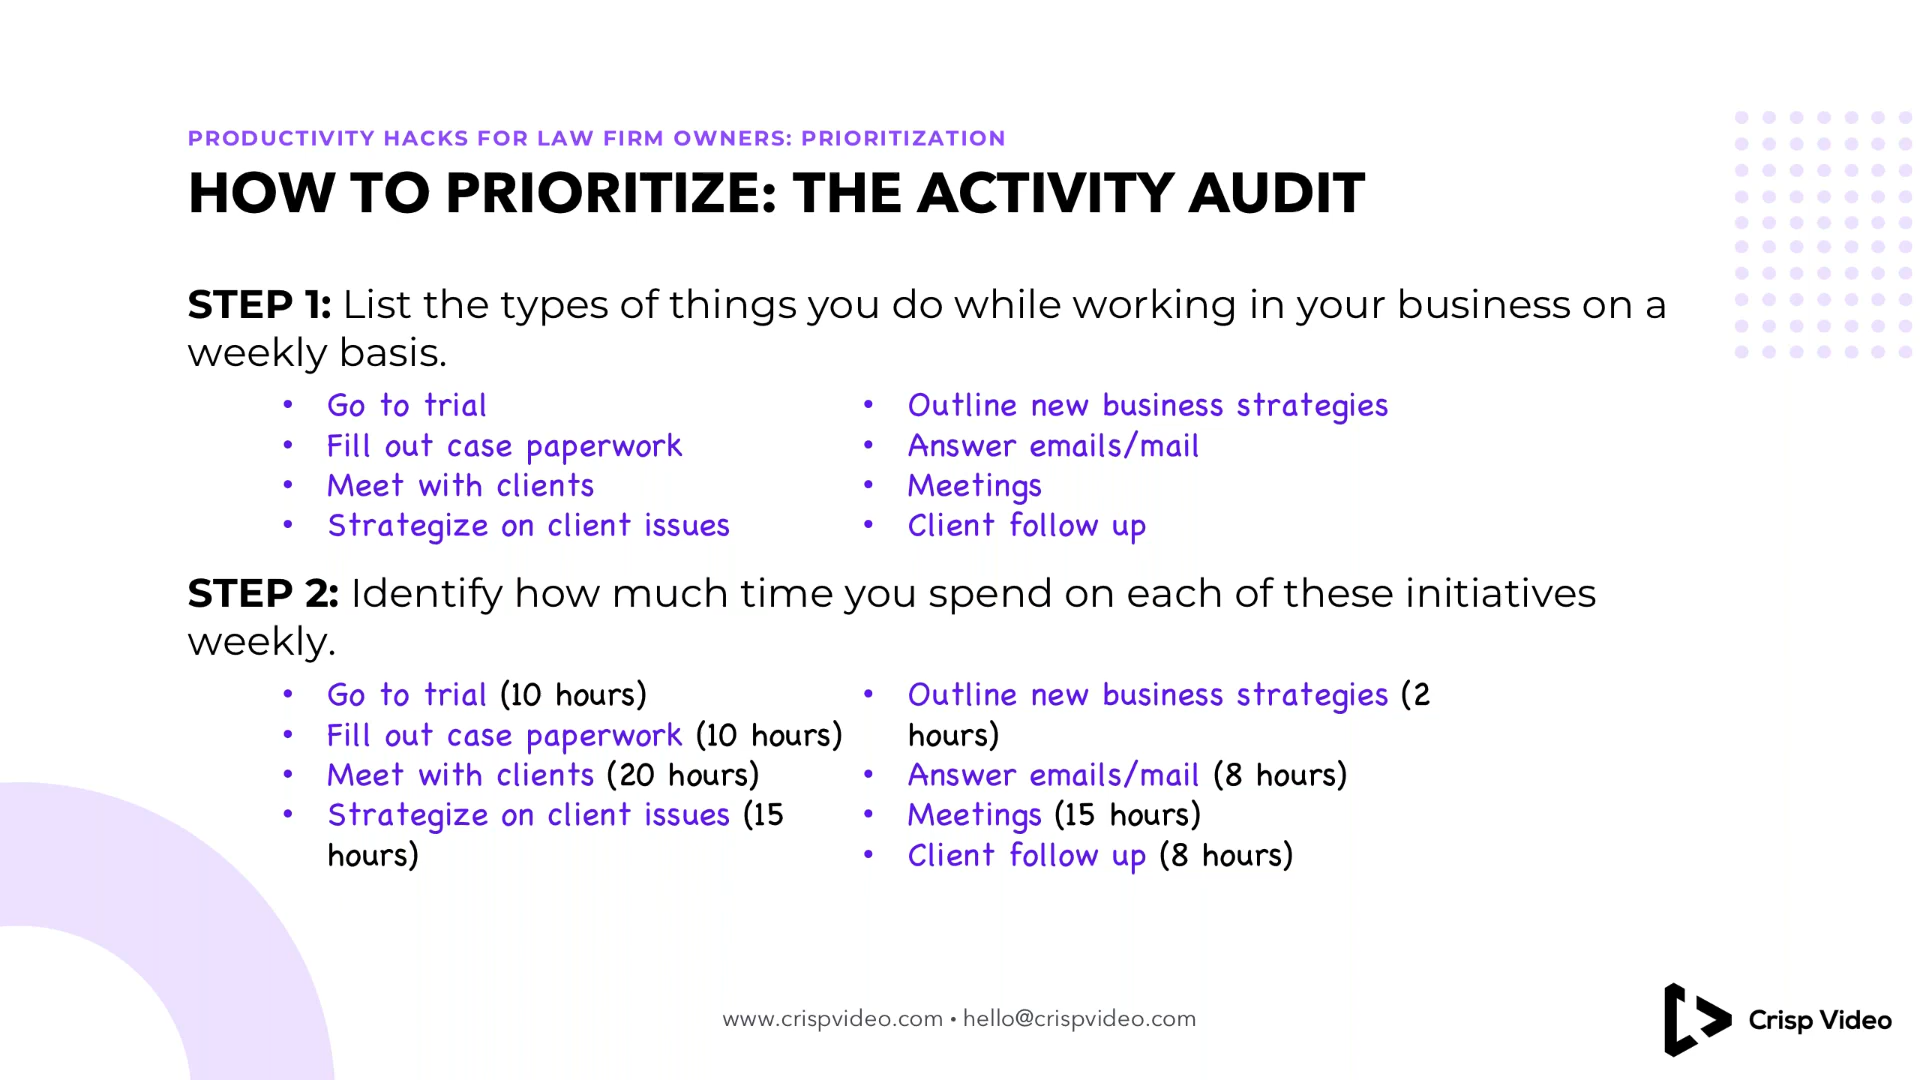 PRODUCTIVITY HACKS FOR LAW FIRM OWNERS: PRIORITIZATION
HOW TO PRIORITIZE: THE ACTIVITY AUDIT
STEP 1: List the types of things you do while working in your business on a
weekly basis.
• Go to trial
• Fill out case paperwork
• Meet with clients
• Strategize on client issues
• Outline new business strategies
• Answer emails/mail
• Meetings
• Client follow up
STEP 2: Identify how much time you spend on each of these initiatives
weekly.
• Go to trial (10 hours)
• Fill out case paperwork (10 hours)
• Meet with clients (20 hours)
• Strategize on client issues (15
hours)
• Outline new business strategies (2
hours)
• Answer emails/mail (8 hours)
• Meetings (15 hours)
• Client follow up (8 hours)
www.crispvideo.com • hello@crispvideo.com
Crisp Video